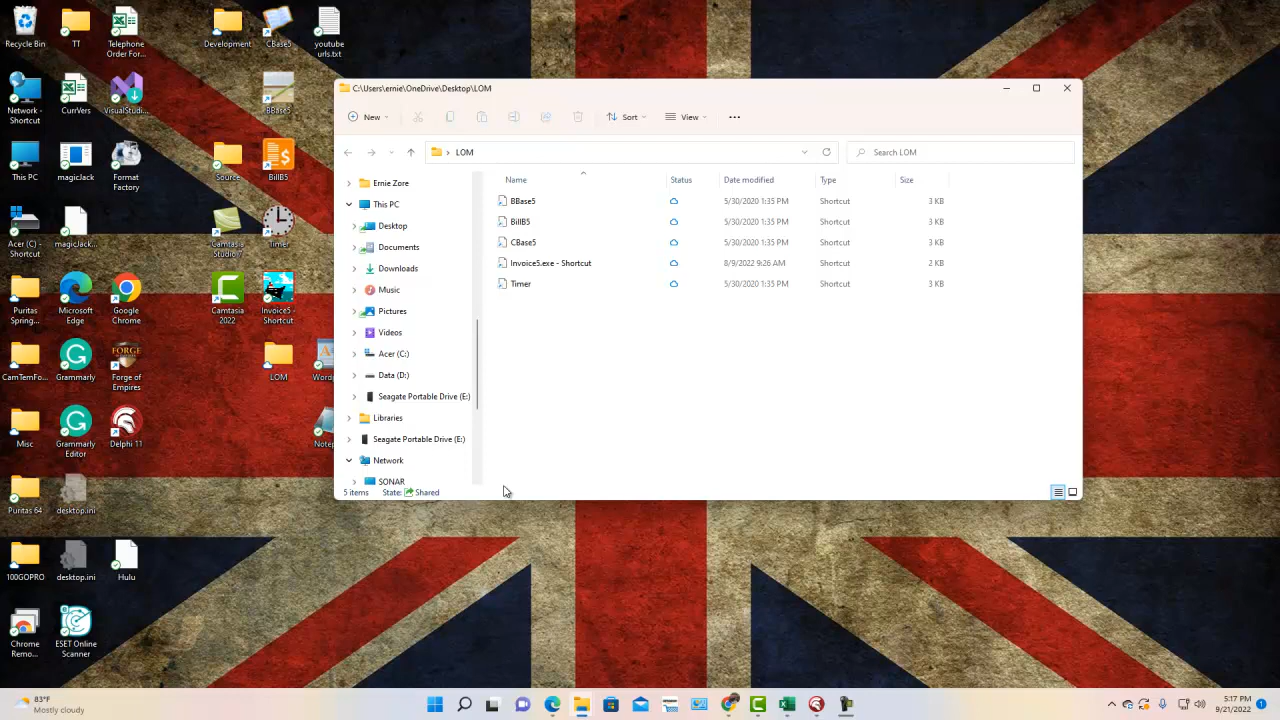 Recycle Bin
TT
Telephone
Order For...
Development
CBase5
youtube
urls.txt
Network -
Shortcut
CurrVers
VisualStudi...
BBase5
This PC
magicJack
Format
Factory
Source
BillB5
Acer (C) -
Shortcut
magicJack...
Camtasia
Studio 7
Timer
Puritas
Spring...
Microsoft
Edge
Google
Chrome
Camtasia
2022
Invoice5 -
Shortcut
CamTemFo...
Grammarly
FORGE
Forge of
Empires
LOM
Misc
Grammarly
Editor
Delphi 11
Puritas 64
desktop.ini
100GOPRO
desktop.ini
Hulu
Chrome
Remo...
ESET Online
Scanner
C:\Users\ernie\OneDrive\Desktop\LOM
New
Sort
View
LOM
Search LOM
Name
Status
Date modified
Type
Size
BBase5 5/30/2020 1:35 PM Shortcut 3 KB
BillB5 5/30/2020 1:35 PM Shortcut 3 KB
CBase5 5/30/2020 1:35 PM Shortcut 3 KB
Invoice5.exe - Shortcut 8/9/2022 9:26 AM Shortcut 2 KB
Timer 5/30/2020 1:35 PM Shortcut 3 KB
Ernie Zore
This PC
Desktop
Documents
Downloads
Music
Pictures
Videos
Acer (C:)
Data (D:)
Seagate Portable Drive (E:)
Libraries
Seagate Portable Drive (E:)
Network
SONAR
5 items
State: Shared
83°F
Mostly cloudy
5:17 PM
9/21/2022